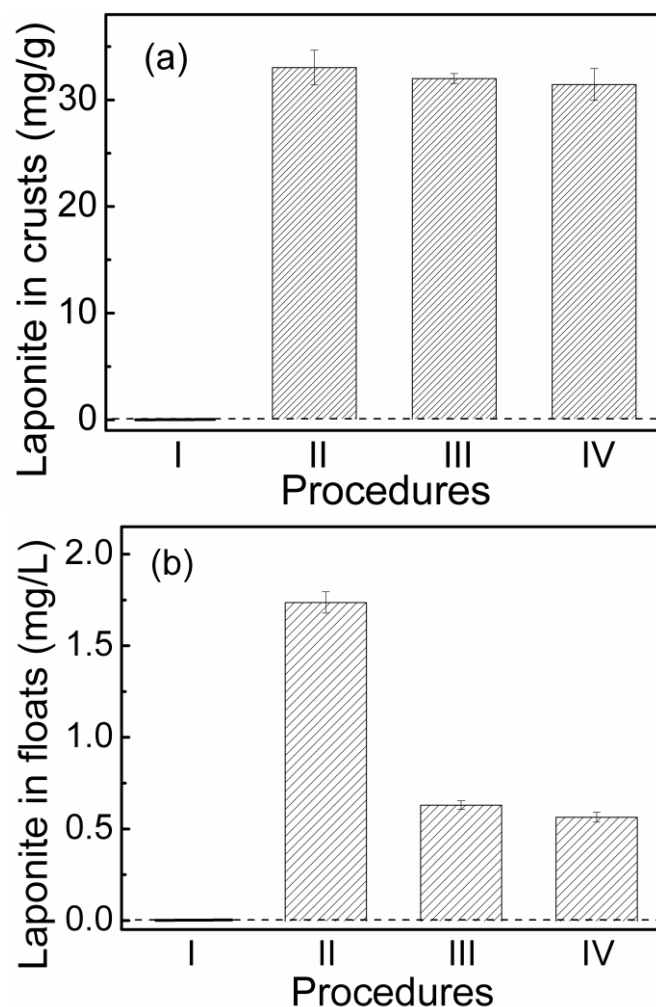 (a)
Laponite in crusts (mg/g)
30
20
10
0
I II III IV
Procedures
(b)
Laponite in floats (mg/L)
2.0
1.5
1.0
0.5
0.0
I II III IV
Procedures